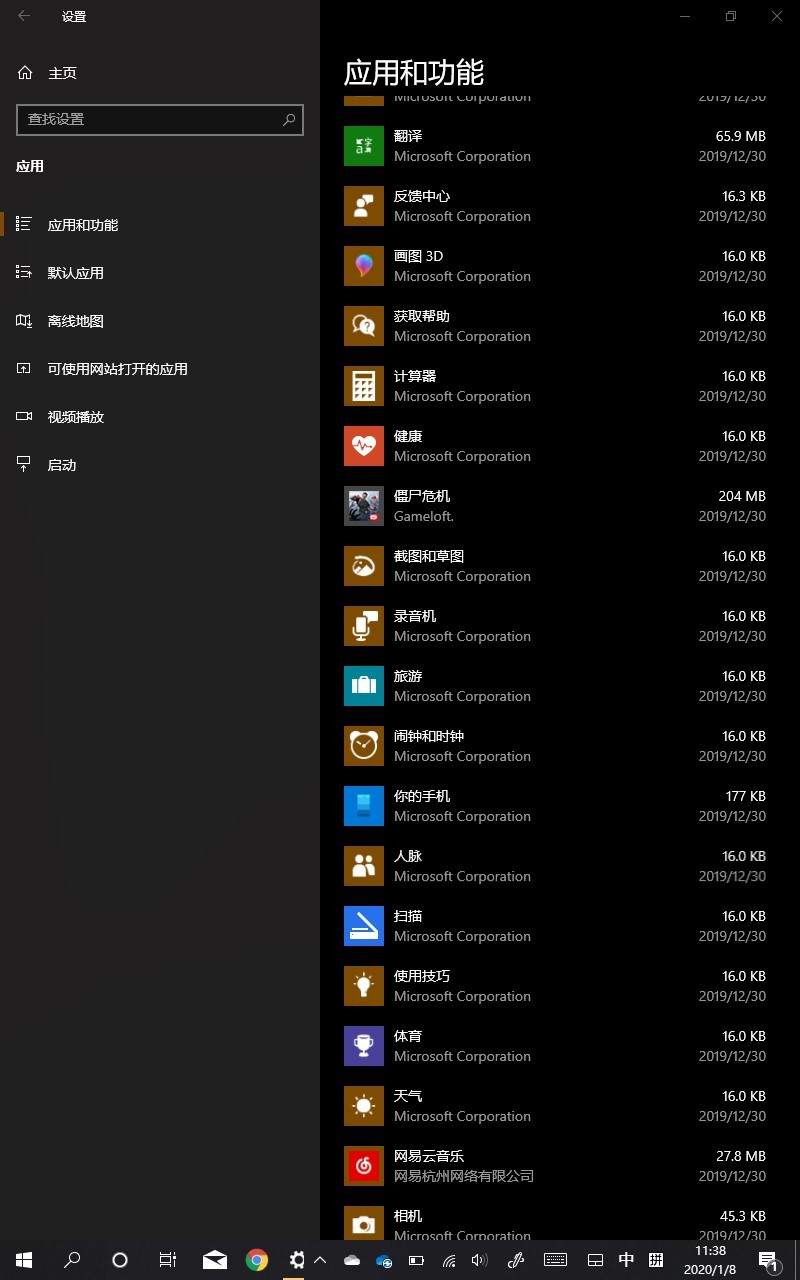 设置
主页
查找设置
应用
应用和功能
默认应用
离线地图
可使用网站打开的应用
视频播放
启动
应用和功能
Microsoft Corporation 2019/12/30
翻译 65.9 MB
Microsoft Corporation 2019/12/30
反馈中心 16.3 KB
Microsoft Corporation 2019/12/30
画图 3D 16.0 KB
Microsoft Corporation 2019/12/30
获取帮助 16.0 KB
Microsoft Corporation 2019/12/30
计算器 16.0 KB
Microsoft Corporation 2019/12/30
健康 16.0 KB
Microsoft Corporation 2019/12/30
僵尸危机 204 MB
Gameloft. 2019/12/30
截图和草图 16.0 KB
Microsoft Corporation 2019/12/30
录音机 16.0 KB
Microsoft Corporation 2019/12/30
旅游 16.0 KB
Microsoft Corporation 2019/12/30
闹钟和时钟 16.0 KB
Microsoft Corporation 2019/12/30
你的手机 177 KB
Microsoft Corporation 2019/12/30
人脉 16.0 KB
Microsoft Corporation 2019/12/30
扫描 16.0 KB
Microsoft Corporation 2019/12/30
使用技巧 16.0 KB
Microsoft Corporation 2019/12/30
体育 16.0 KB
Microsoft Corporation 2019/12/30
天气 16.0 KB
Microsoft Corporation 2019/12/30
网易云音乐 27.8 MB
网易杭州网络有限公司 2019/12/30
相机 45.3 KB
Microsoft Corporation 2019/12/30
中 拼 11:38
2020/1/8 1